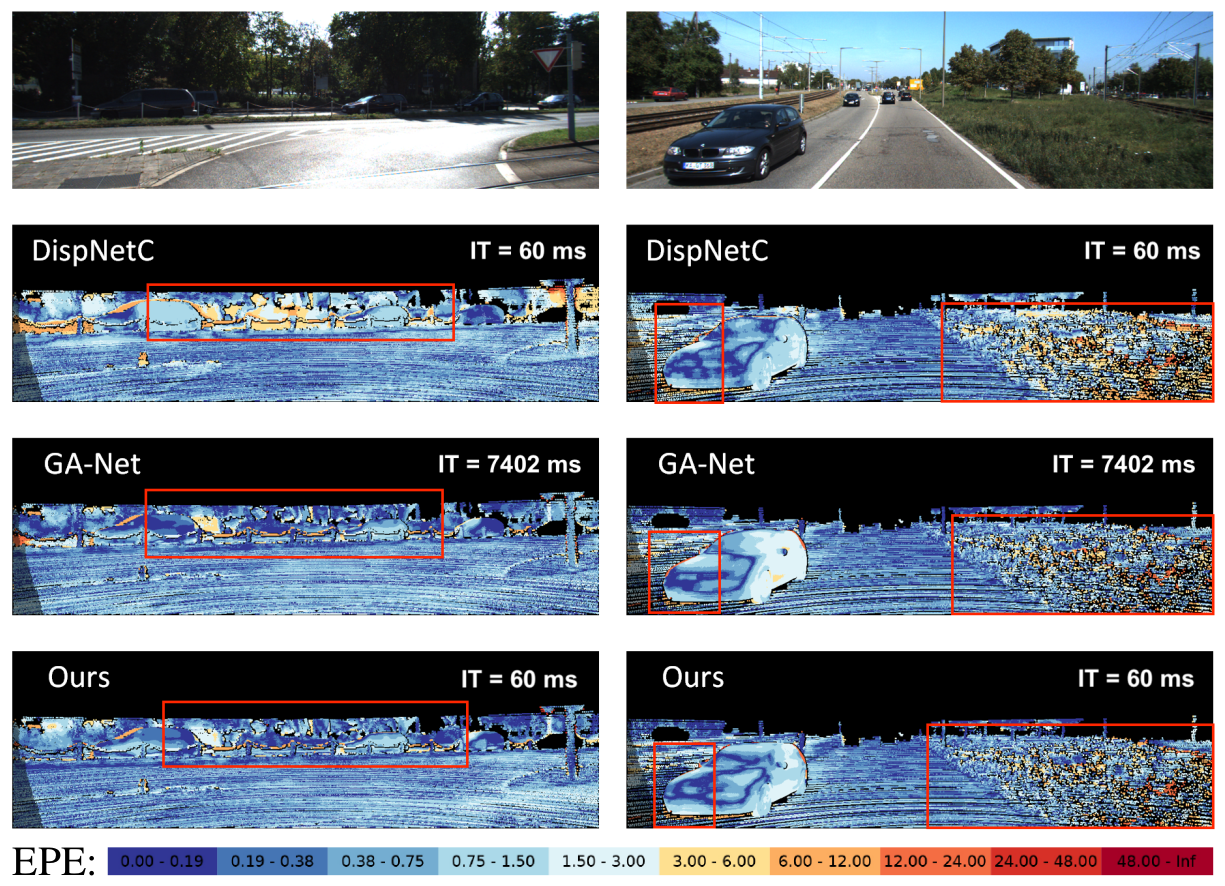 DispNetC IT = 60 ms DispNetC IT = 60 ms
GA-Net IT = 7402 ms GA-Net IT = 7402 ms
Ours IT = 60 ms Ours IT = 60 ms
EPE: 0.00 - 0.19 0.19 - 0.38 0.38 - 0.75 0.75 - 1.50 1.50 - 3.00 3.00 - 6.00 6.00 - 12.00 12.00 - 24.00 24.00 - 48.00 48.00 - Inf